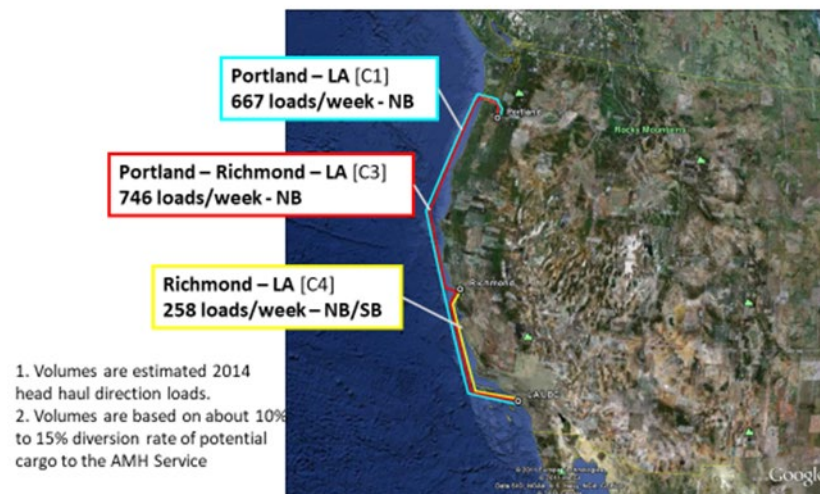 Portland – LA [C1]
667 loads/week - NB
Portland
Rocky Mountains
Portland – Richmond – LA [C3]
746 loads/week - NB
Richmond – LA [C4]
258 loads/week – NB/SB
Richmond
1. Volumes are estimated 2014
head haul direction loads.
2. Volumes are based on about 10%
to 15% diversion rate of potential
cargo to the AMH Service
Google